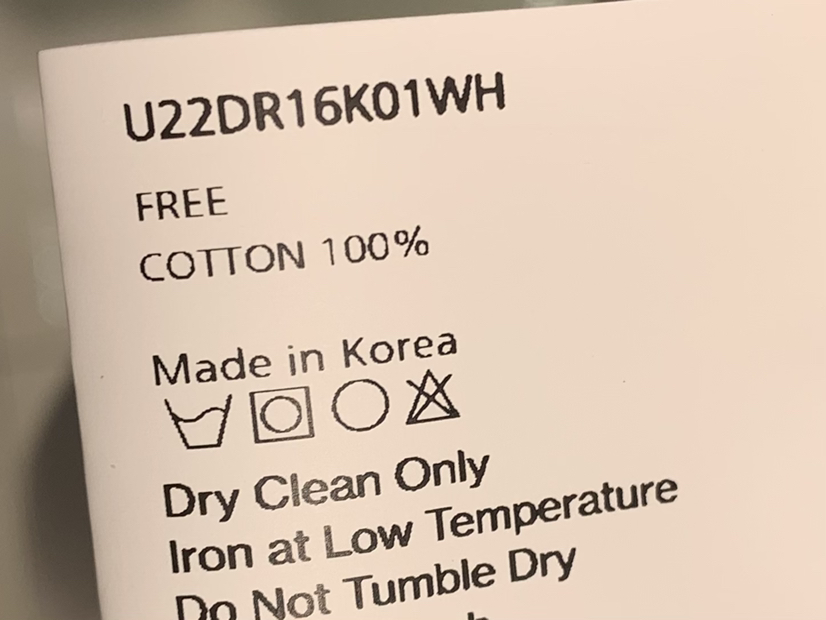 U22DR16K01WH
FREE
COTTON 100%
Made in Korea
Dry Clean Only
Iron at Low Temperature
Do Not Tumble Dry